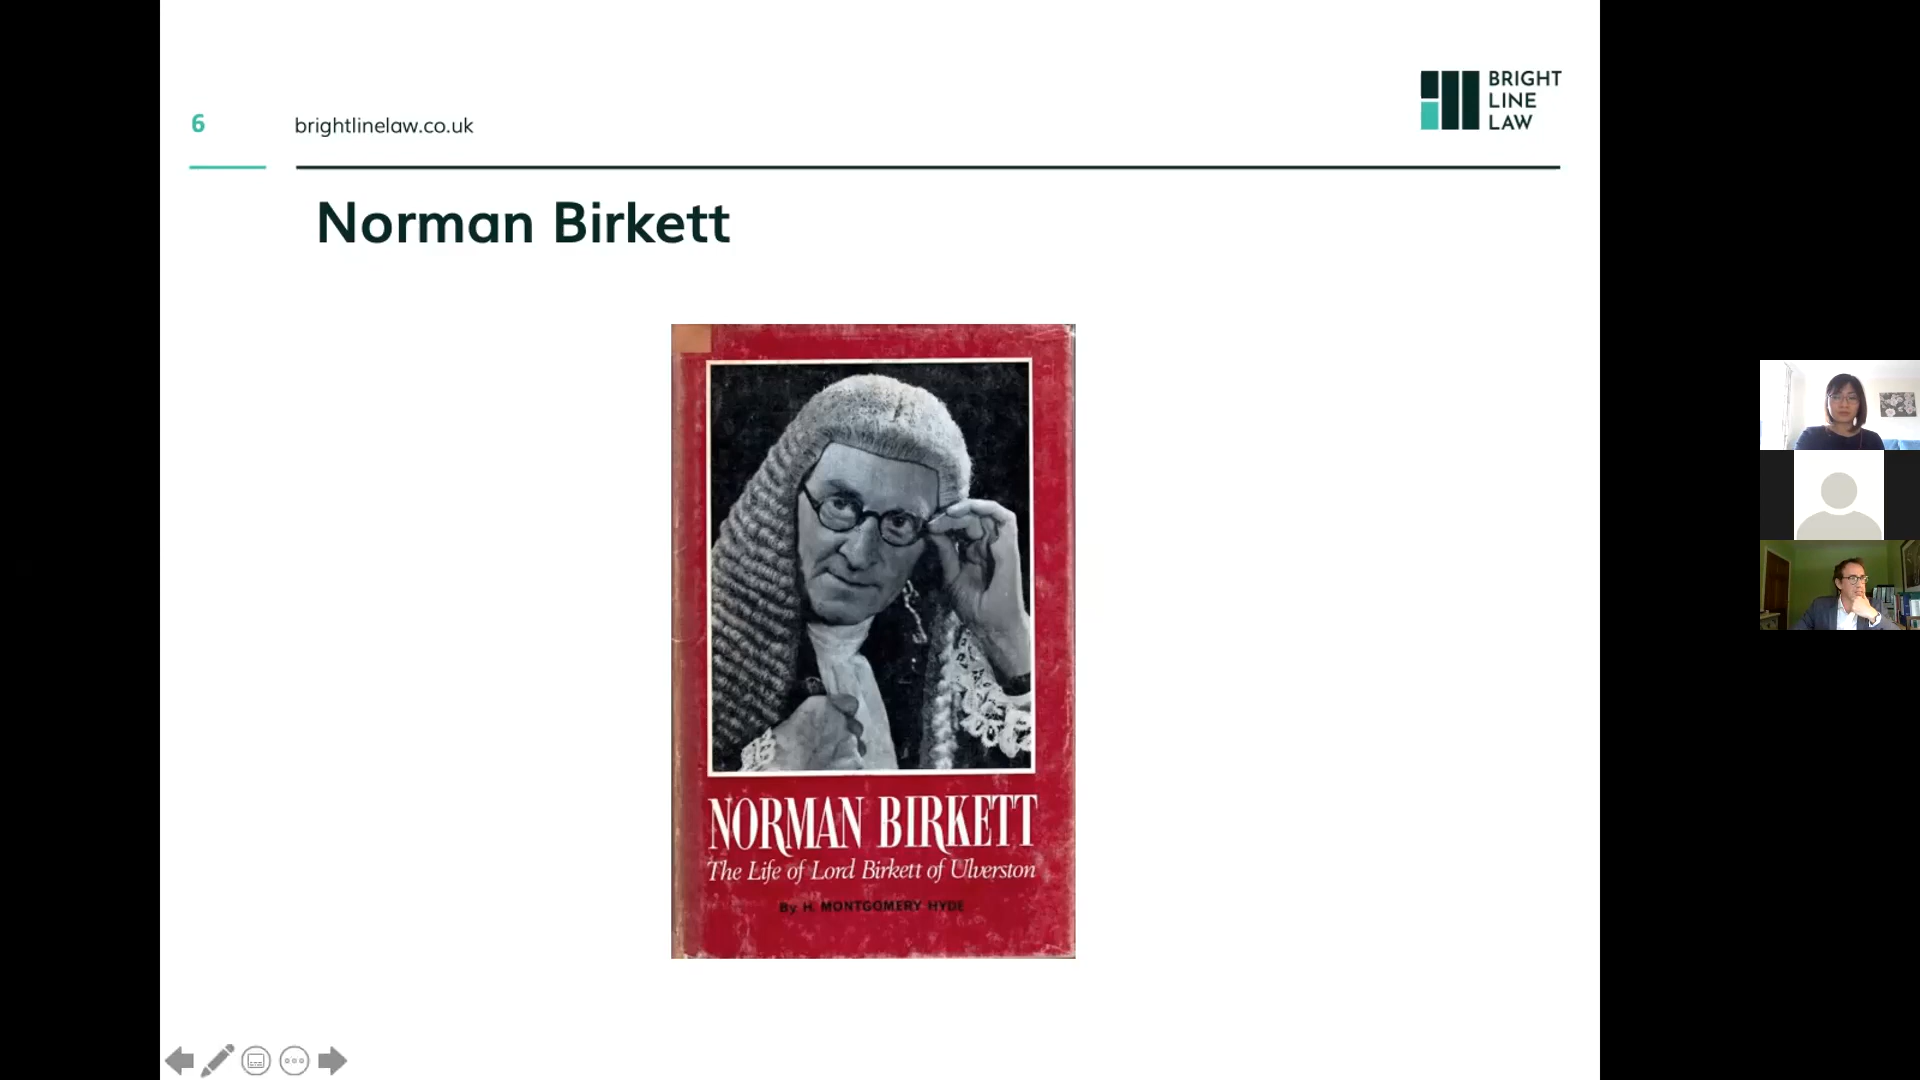 6
brightlinelaw.co.uk
BRIGHT
LINE
LAW
Norman Birkett
NORMAN BIRKETT
The Life of Lord Birkett of Ulverston
By H. MONTGOMERY HYDE